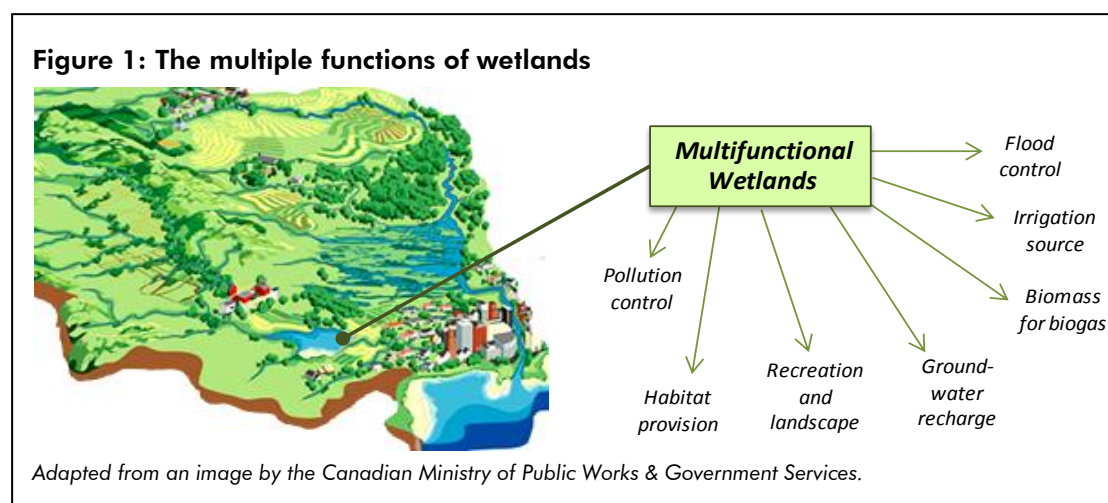 Figure 1: The multiple functions of wetlands
Multifunctional
Wetlands
Flood
control
Irrigation
source
Biomass
for biogas
Ground-
water
recharge
Recreation
and
landscape
Habitat
provision
Pollution
control
Adapted from an image by the Canadian Ministry of Public Works & Government Services.